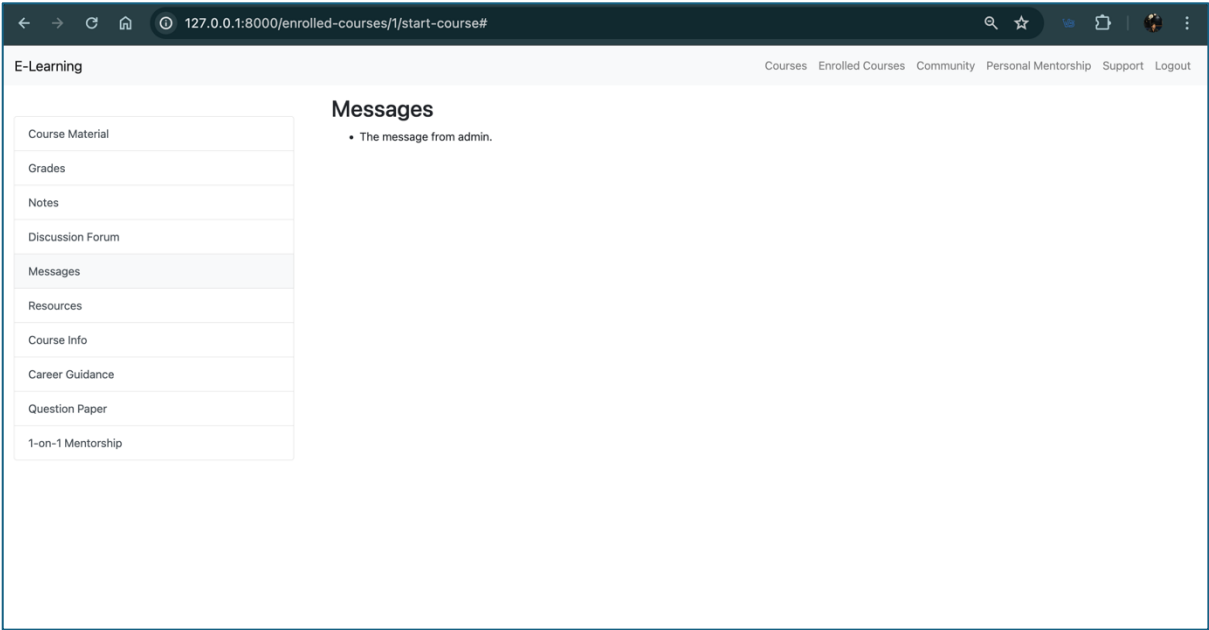 127.0.0.1:8000/enrolled-courses/1/start-course#
E-Learning
Courses Enrolled Courses Community Personal Mentorship Support Logout
Messages
• The message from admin.
Course Material
Grades
Notes
Discussion Forum
Messages
Resources
Course Info
Career Guidance
Question Paper
1-on-1 Mentorship